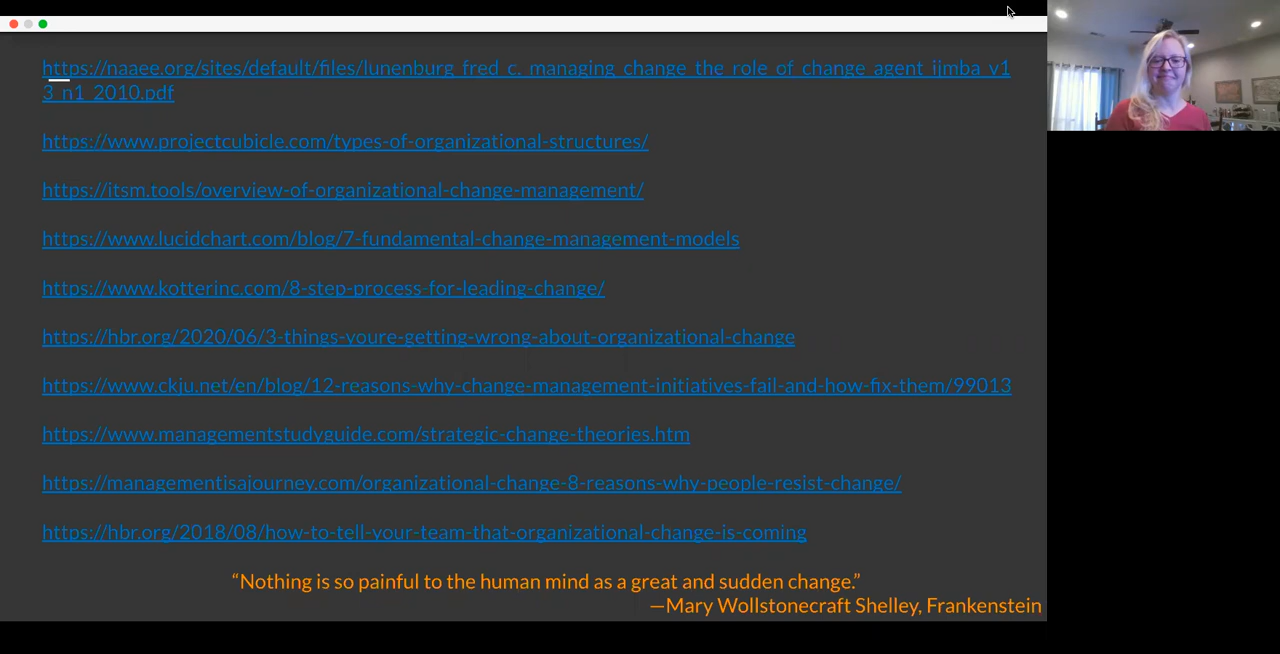 https://naaee.org/sites/default/files/lunenburg_fred_c._managing_change_the_role_of_change_agent_ijmba_v1
3_n1_2010.pdf
https://www.projectcubicle.com/types-of-organizational-structures/
https://itsm.tools/overview-of-organizational-change-management/
https://www.lucidchart.com/blog/7-fundamental-change-management-models
https://www.kotterinc.com/8-step-process-for-leading-change/
https://hbr.org/2020/06/3-things-youre-getting-wrong-about-organizational-change
https://www.ckju.net/en/blog/12-reasons-why-change-management-initiatives-fail-and-how-fix-them/99013
https://www.managementstudyguide.com/strategic-change-theories.htm
https://managementisajourney.com/organizational-change-8-reasons-why-people-resist-change/
https://hbr.org/2018/08/how-to-tell-your-team-that-organizational-change-is-coming
“Nothing is so painful to the human mind as a great and sudden change.”
—Mary Wollstonecraft Shelley, Frankenstein